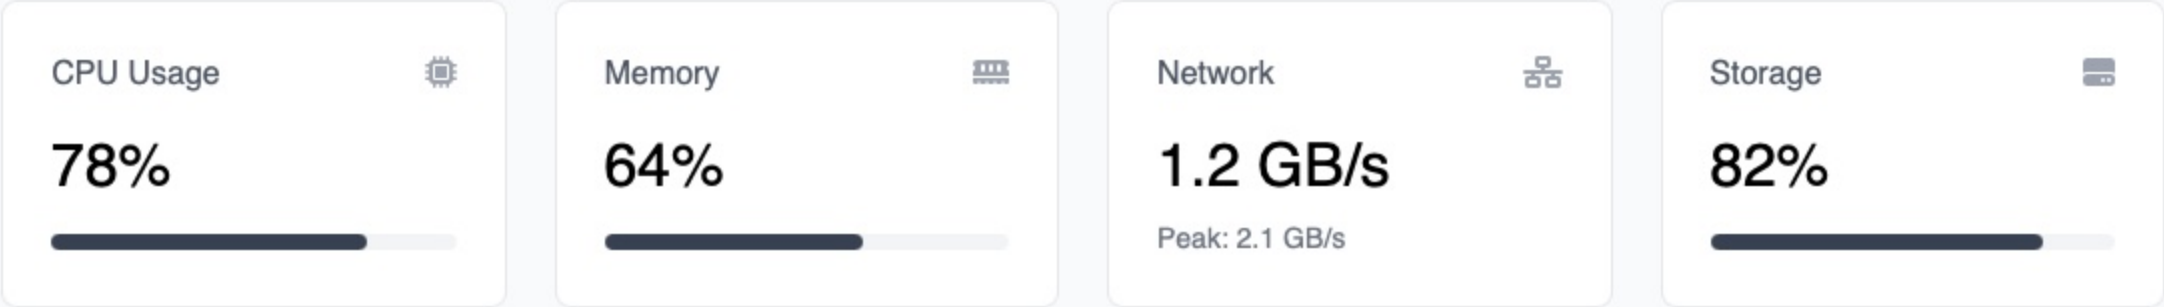 CPU Usage
78%
Memory
64%
Network
1.2 GB/s
Peak: 2.1 GB/s
Storage
82%